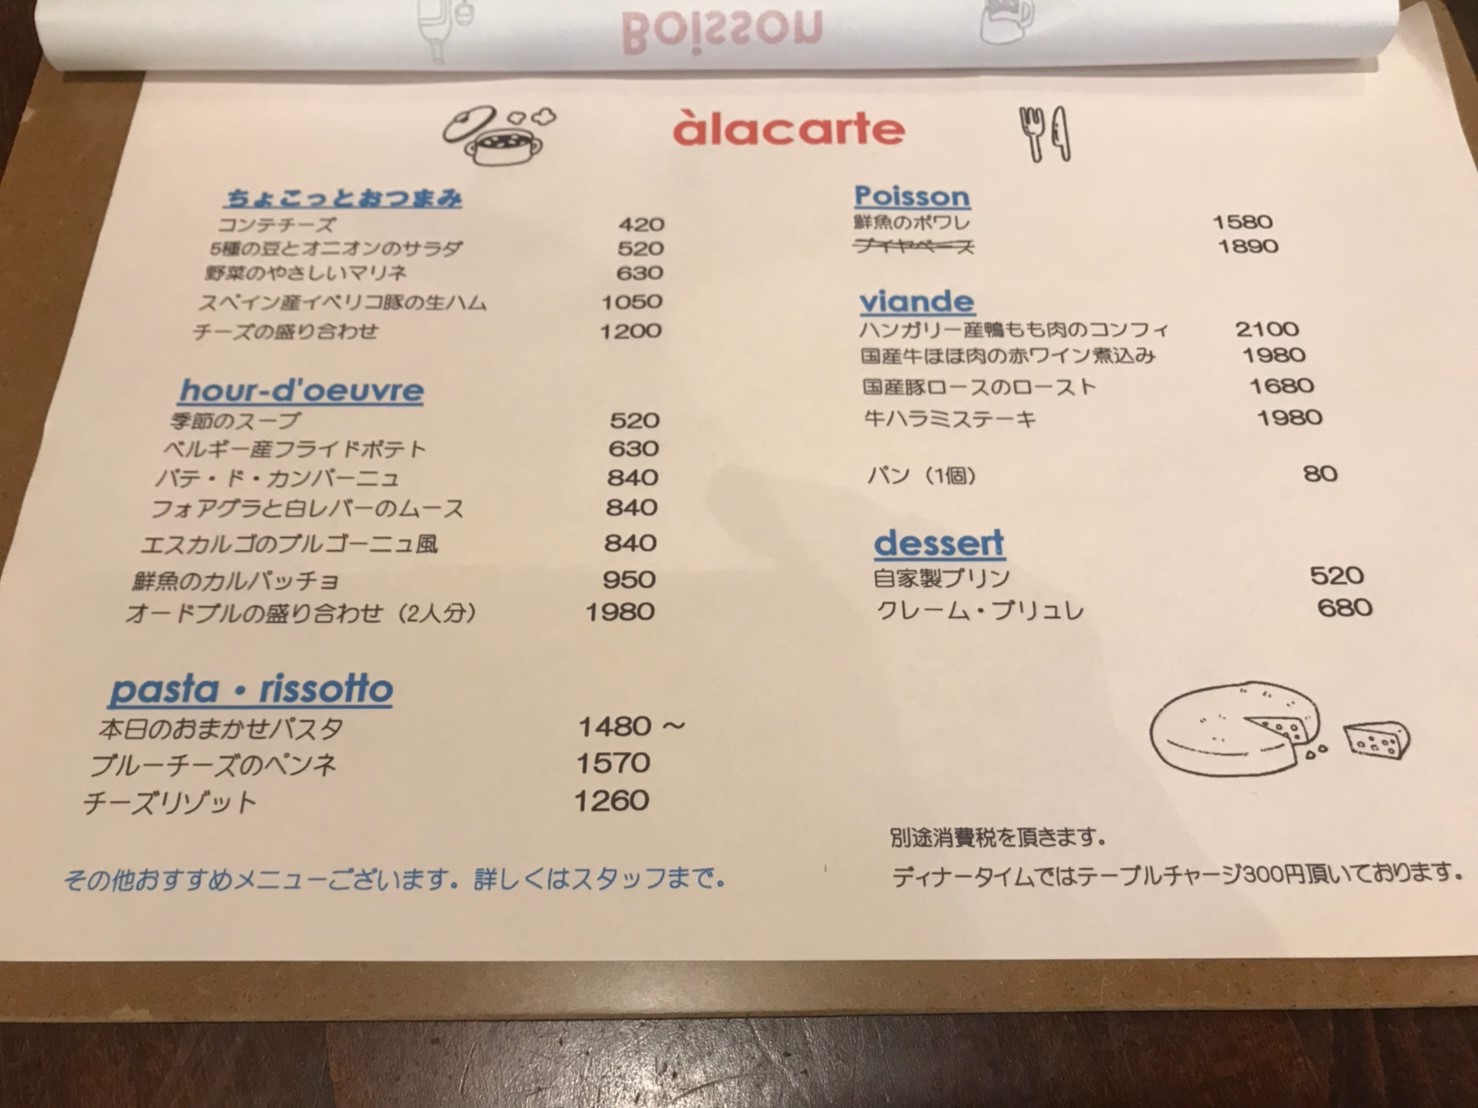 Boisson
àlacarte
ちょこっとおつまみ
コンテチーズ 420
5種の豆とオニオンのサラダ 520
野菜のやさしいマリネ 630
スペイン産イベリコ豚の生ハム 1050
チーズの盛り合わせ 1200
hour-d'oeuvre
季節のスープ 520
ベルギー産フライドポテト 630
パテ・ド・カンパーニュ 840
フォアグラと白レバーのムース 840
エスカルゴのブルゴーニュ風 840
鮮魚のカルパッチョ 950
オードブルの盛り合わせ（2人分） 1980
pasta・rissotto
本日のおまかせパスタ 1480～
ブルーチーズのペンネ 1570
チーズリゾット 1260
その他おすすめメニューございます。詳しくはスタッフまで。
Poisson
鮮魚のポワレ 1580
ブイヤベース 1890
viande
ハンガリー産鴨もも肉のコンフィ 2100
国産牛ほほ肉の赤ワイン煮込み 1980
国産豚ロースのロースト 1680
牛ハラミステーキ 1980
パン（1個） 80
dessert
自家製プリン 520
クレーム・ブリュレ 680
別途消費税を頂きます。
ディナータイムではテーブルチャージ300円頂いております。